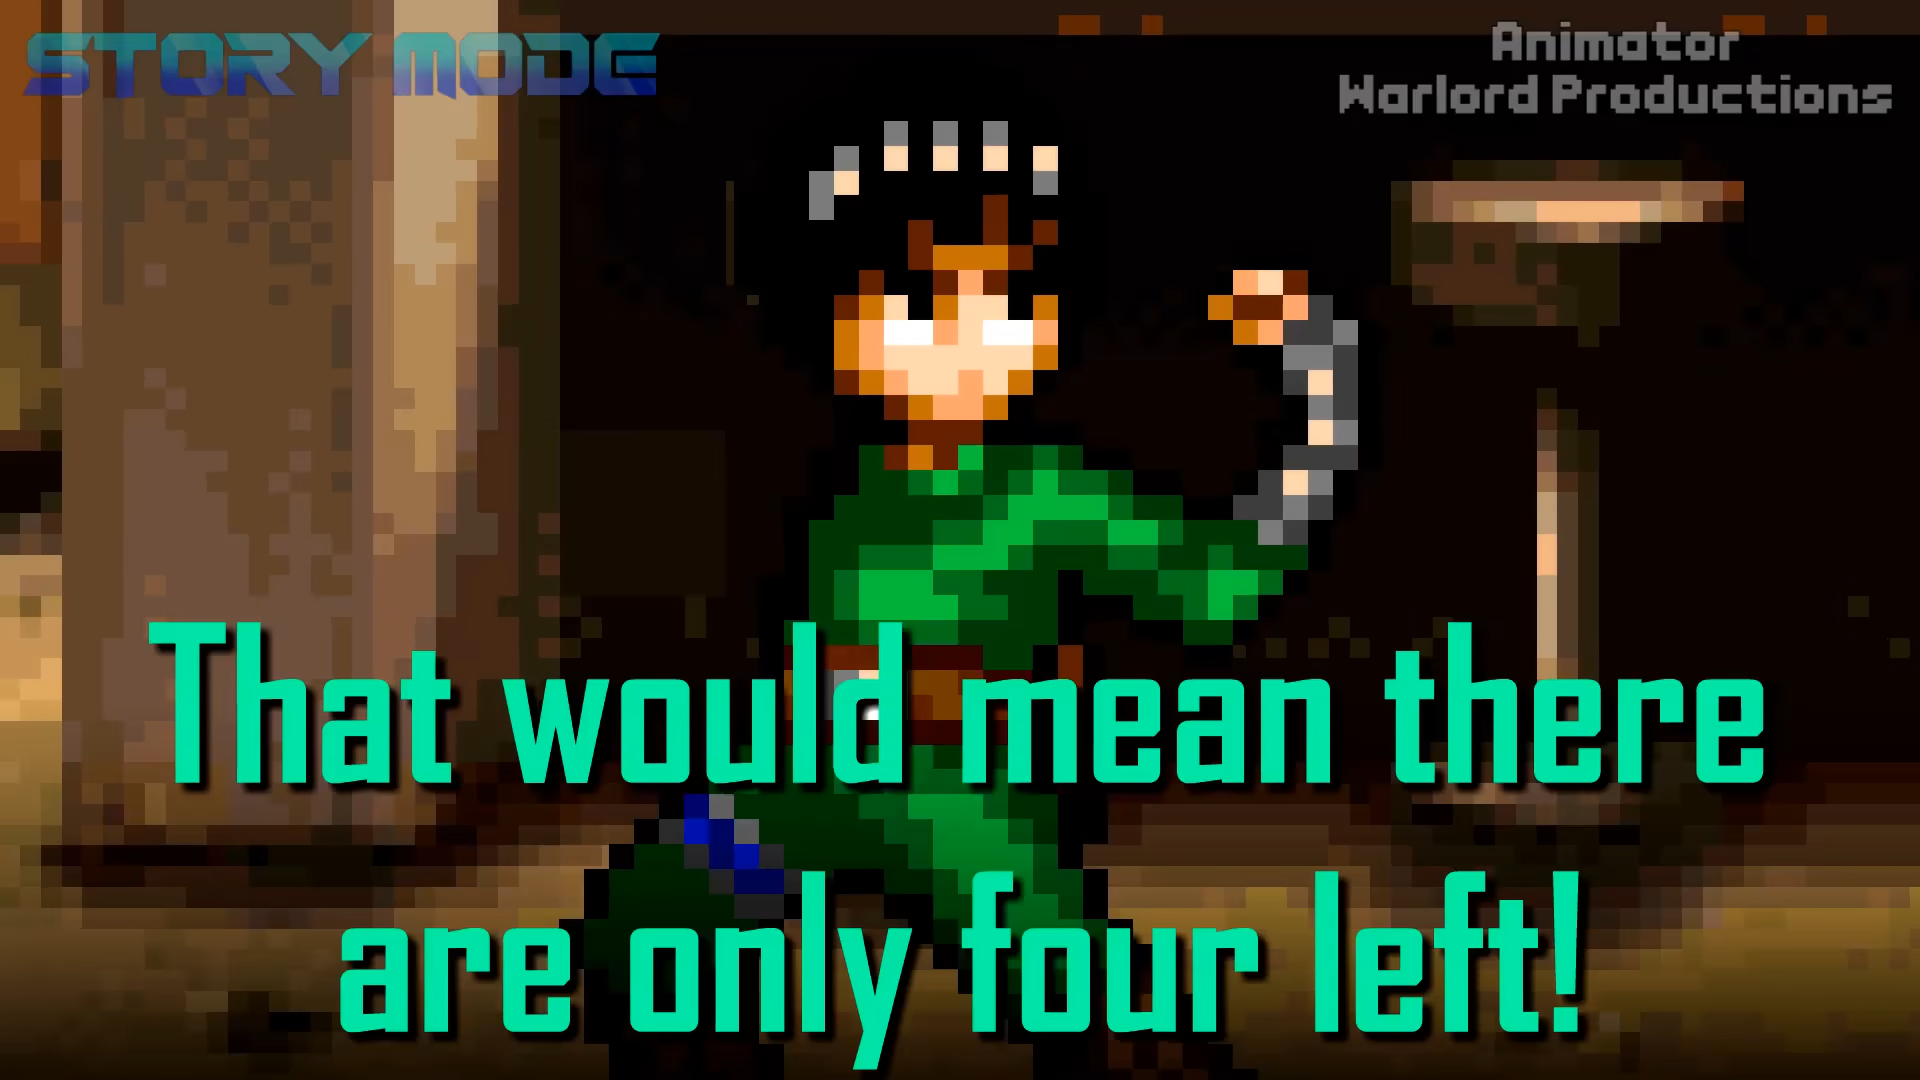 STORY MODE
Animator
Warlord Productions
That would mean there
are only four left!